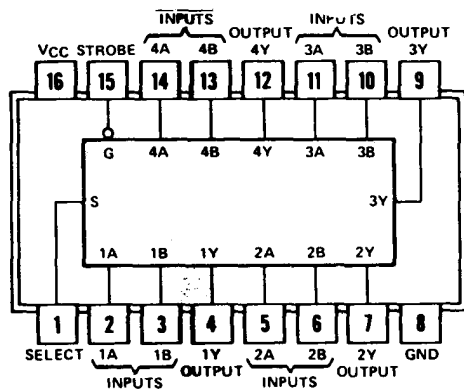 INPUTS OUTPUT INPUTS OUTPUT
VCC STROBE 4A 4B 4Y 3A 3B 3Y
16 15 14 13 12 11 10 9
G 4A 4B 4Y 3A 3B
S 3Y
1A 1B 1Y 2A 2B 2Y
1 2 3 4 5 6 7 8
SELECT 1A 1B 1Y 2A 2B 2Y GND
INPUTS OUTPUT INPUTS OUTPUT